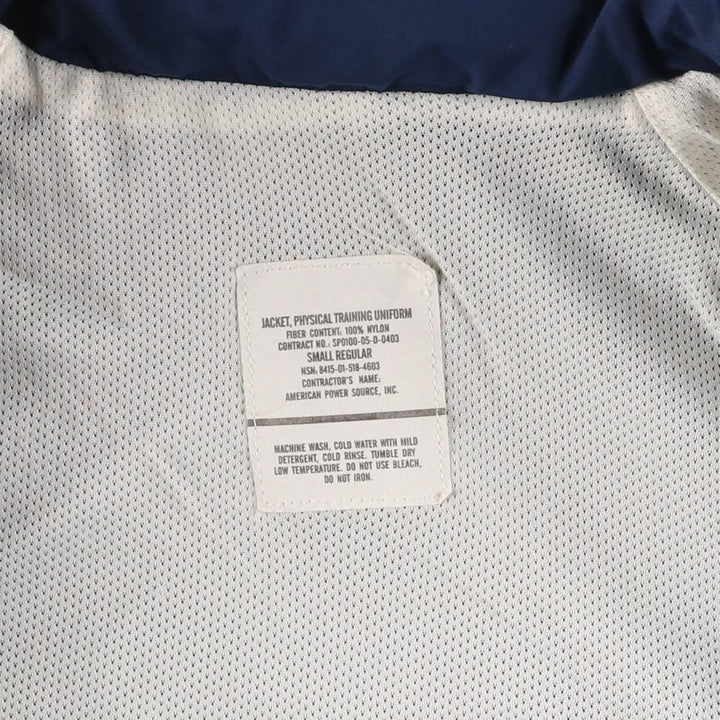 JACKET, PHYSICAL TRAINING UNIFORM
FIBER CONTENT: 100% NYLON
CONTRACT NO.: SP0100-05-D-0403
SMALL REGULAR
NSN: 8415-01-518-4603
CONTRACTOR'S NAME:
AMERICAN POWER SOURCE, INC.
MACHINE WASH, COLD WATER WITH MILD
DETERGENT, COLD RINSE. TUMBLE DRY
LOW TEMPERATURE. DO NOT USE BLEACH,
DO NOT IRON.